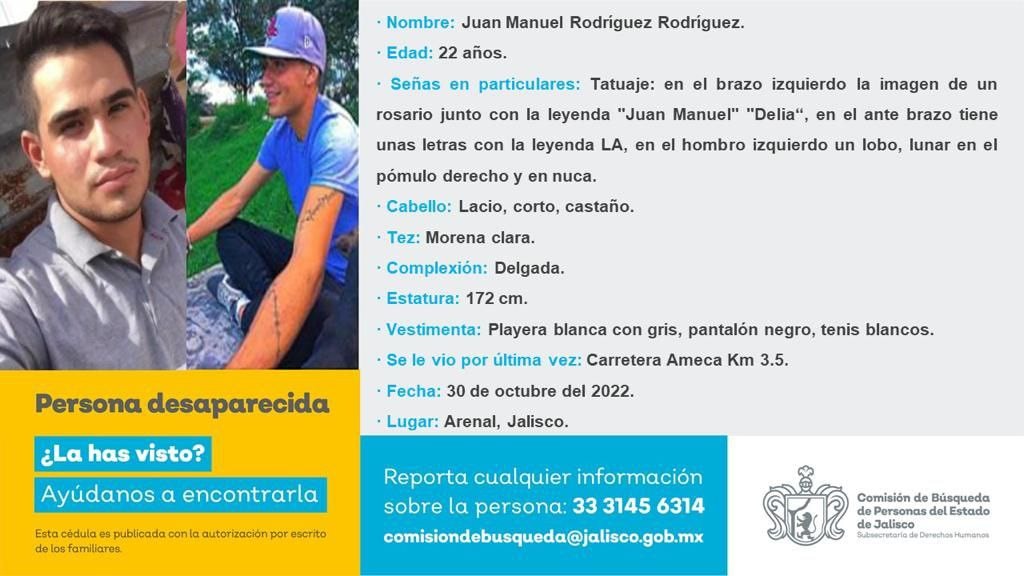 · Nombre: Juan Manuel Rodríguez Rodríguez.
· Edad: 22 años.
· Señas en particulares: Tatuaje: en el brazo izquierdo la imagen de un
rosario junto con la leyenda "Juan Manuel" "Delia“, en el ante brazo tiene
unas letras con la leyenda LA, en el hombro izquierdo un lobo, lunar en el
pómulo derecho y en nuca.
· Cabello: Lacio, corto, castaño.
· Tez: Morena clara.
· Complexión: Delgada.
· Estatura: 172 cm.
· Vestimenta: Playera blanca con gris, pantalón negro, tenis blancos.
· Se le vio por última vez: Carretera Ameca Km 3.5.
· Fecha: 30 de octubre del 2022.
· Lugar: Arenal, Jalisco.
Persona desaparecida
¿La has visto?
Ayúdanos a encontrarla
Esta cédula es publicada con la autorización por escrito
de los familiares.
Reporta cualquier información
sobre la persona: 33 3145 6314
comisiondebusqueda@jalisco.gob.mx
Comisión de Búsqueda
de Personas del Estado
de Jalisco
Subsecretaría de Derechos Humanos